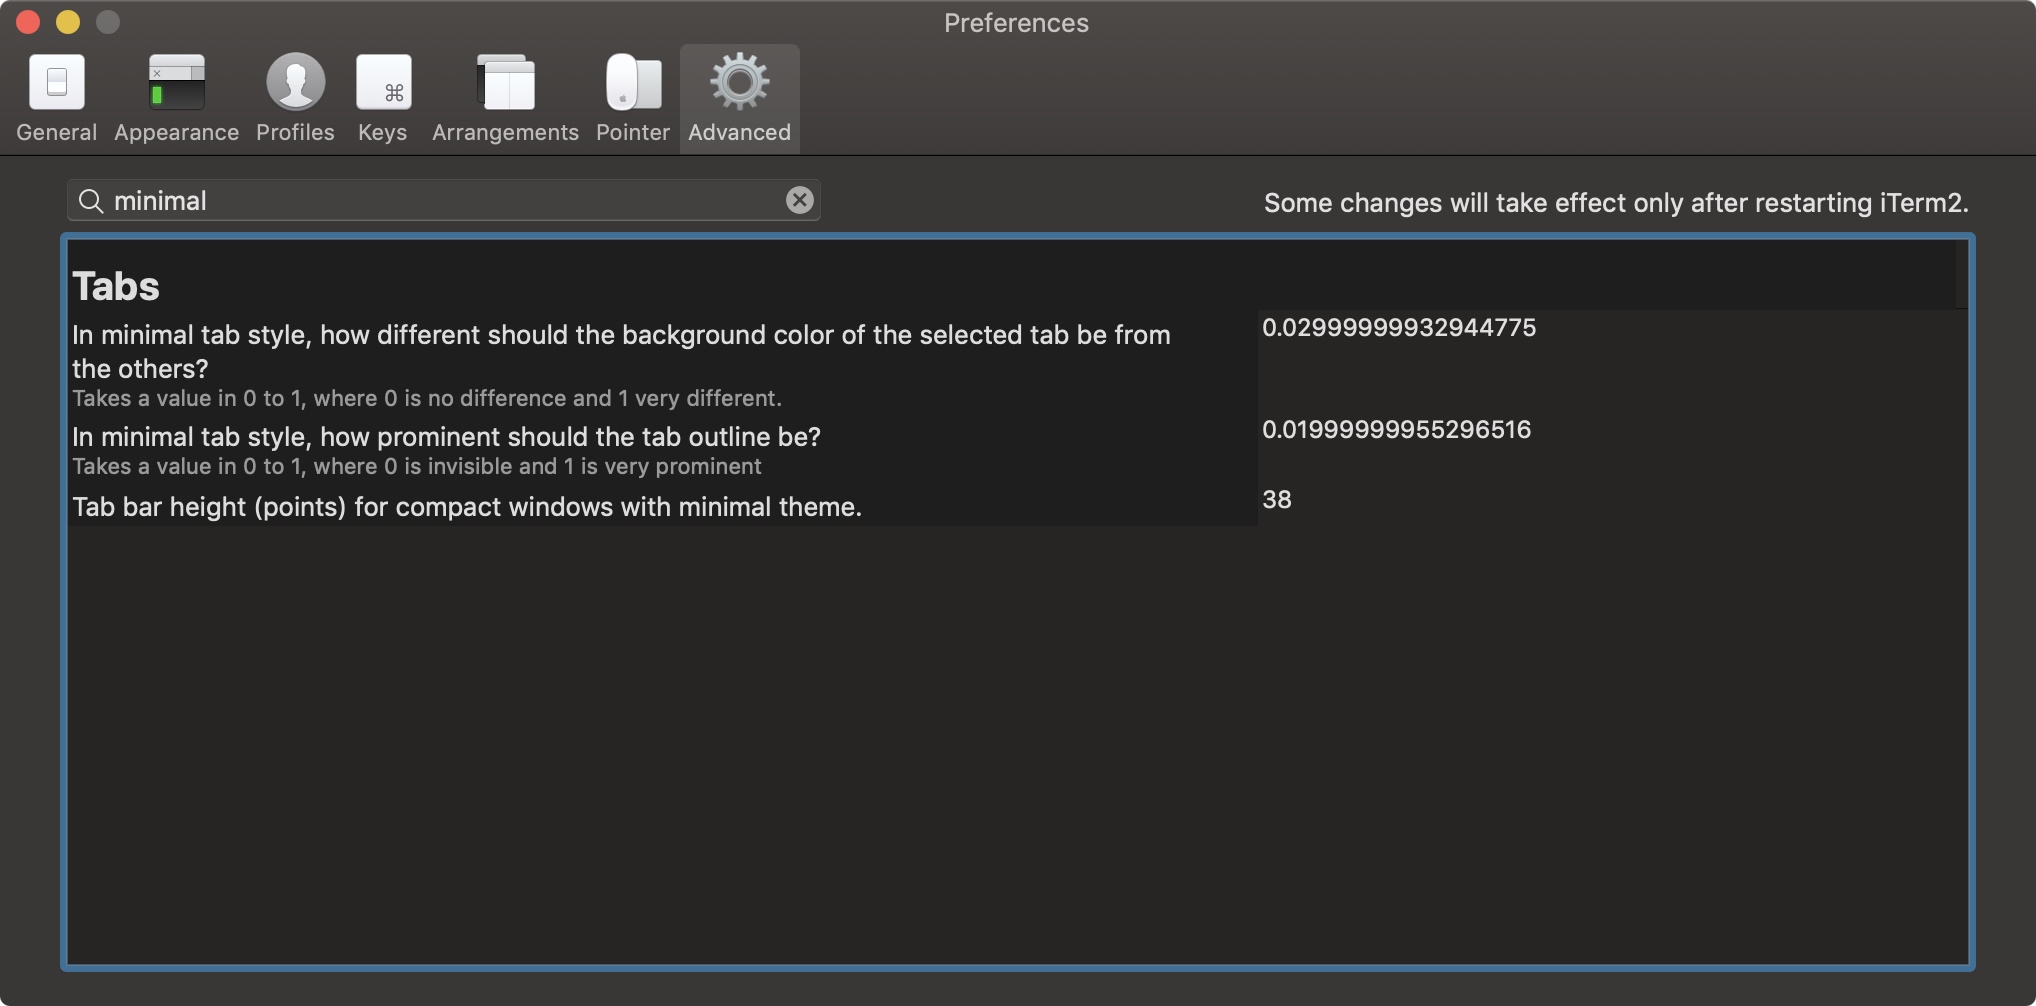 Preferences
General Appearance Profiles Keys Arrangements Pointer Advanced
minimal
Some changes will take effect only after restarting iTerm2.
Tabs
In minimal tab style, how different should the background color of the selected tab be from
the others?
0.02999999932944775
Takes a value in 0 to 1, where 0 is no difference and 1 very different.
In minimal tab style, how prominent should the tab outline be?
0.01999999955296516
Takes a value in 0 to 1, where 0 is invisible and 1 is very prominent
Tab bar height (points) for compact windows with minimal theme.
38